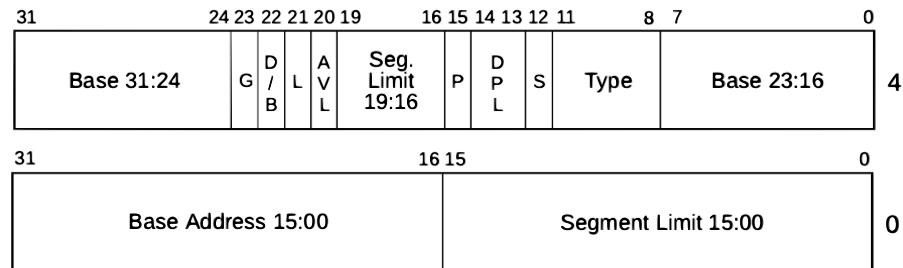 31 24 23 22 21 20 19 16 15 14 13 12 11 8 7 0
Base 31:24 G D/B L AVL Seg. Limit 19:16 P DPL S Type Base 23:16 4
31 16 15 0
Base Address 15:00 Segment Limit 15:00 0